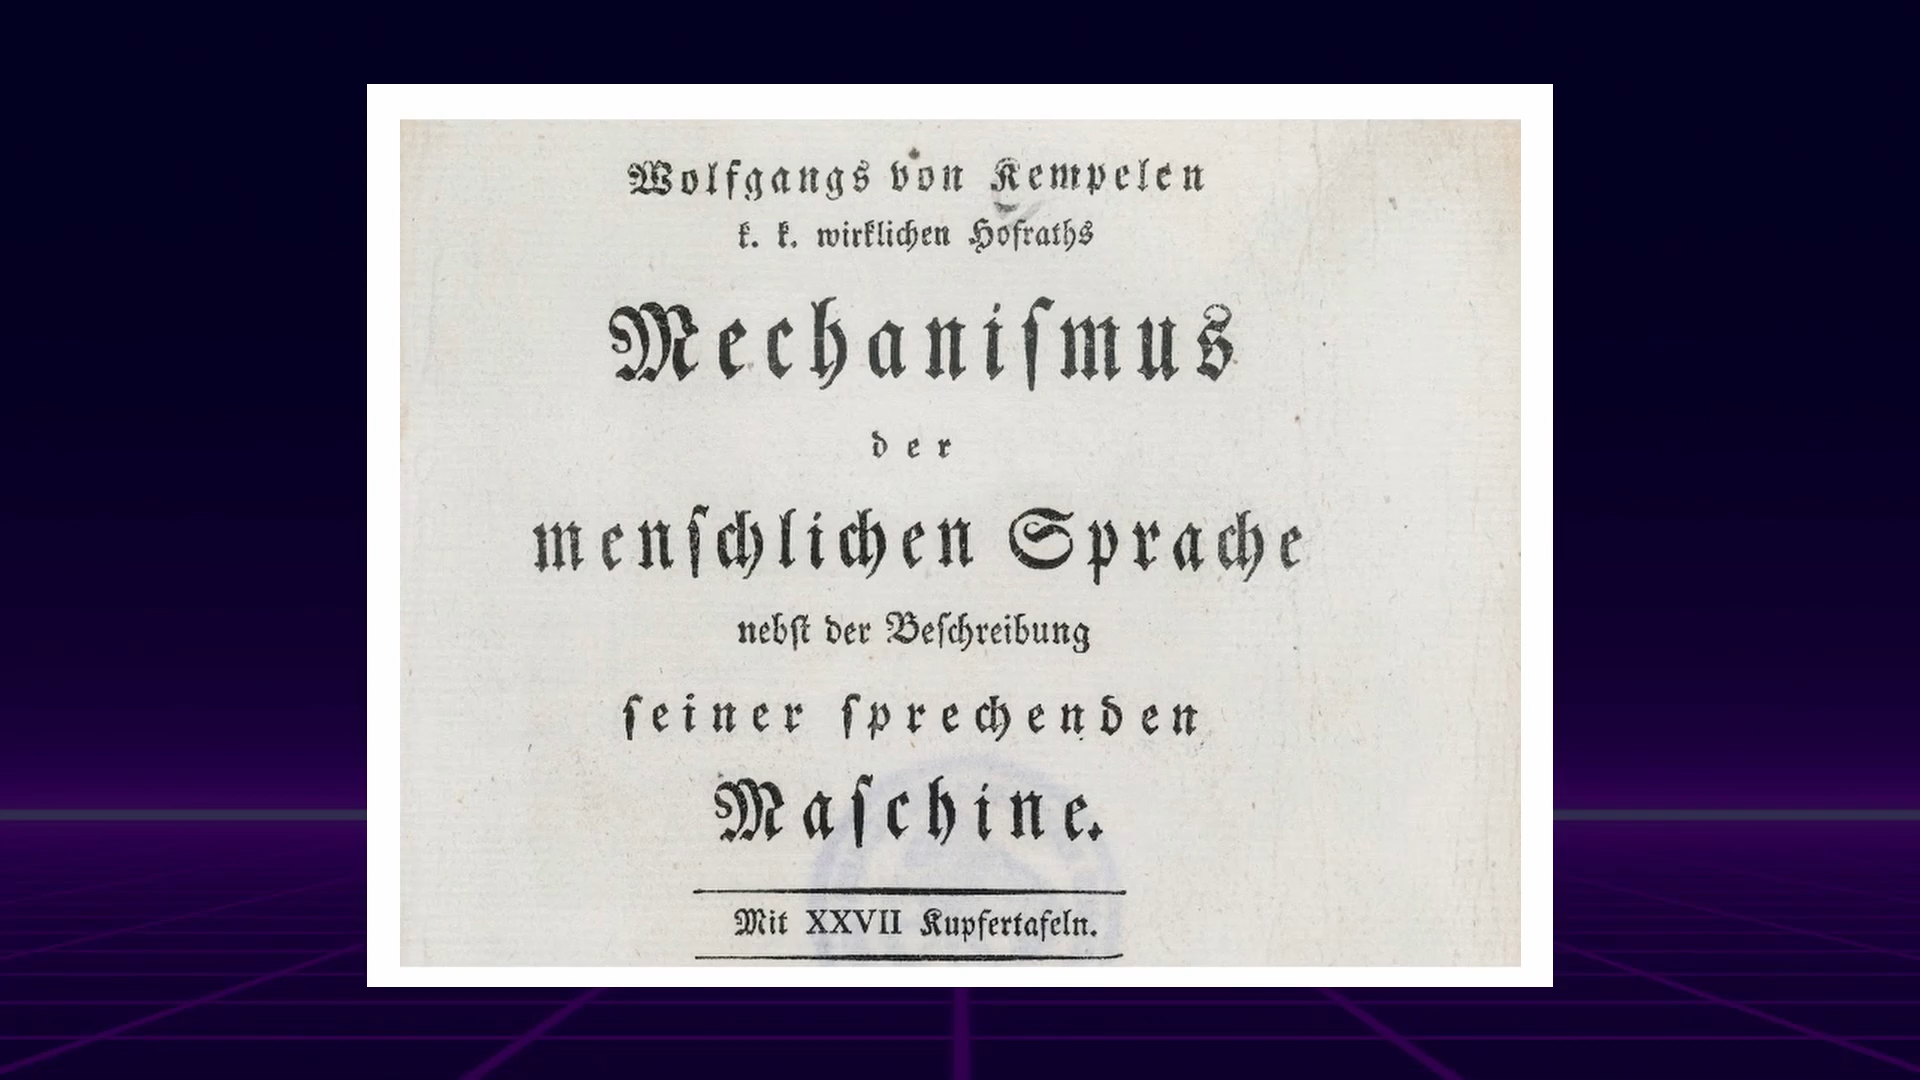 Wolfgangs von Kempelen
k. k. wirklichen Hofraths
Mechaniſmus
der
menſchlichen Sprache
nebſt der Beſchreibung
ſeiner ſprechenden
Maſchine.
Mit XXVII Kupfertafeln.